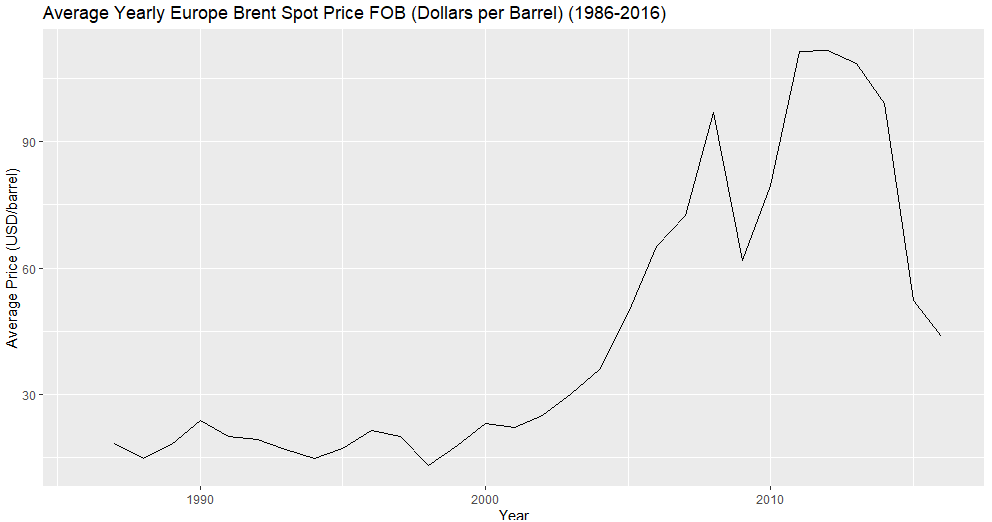 Average Yearly Europe Brent Spot Price FOB (Dollars per Barrel) (1986-2016)
Average Price (USD/barrel)
90
60
30
1990
2000
2010
Year